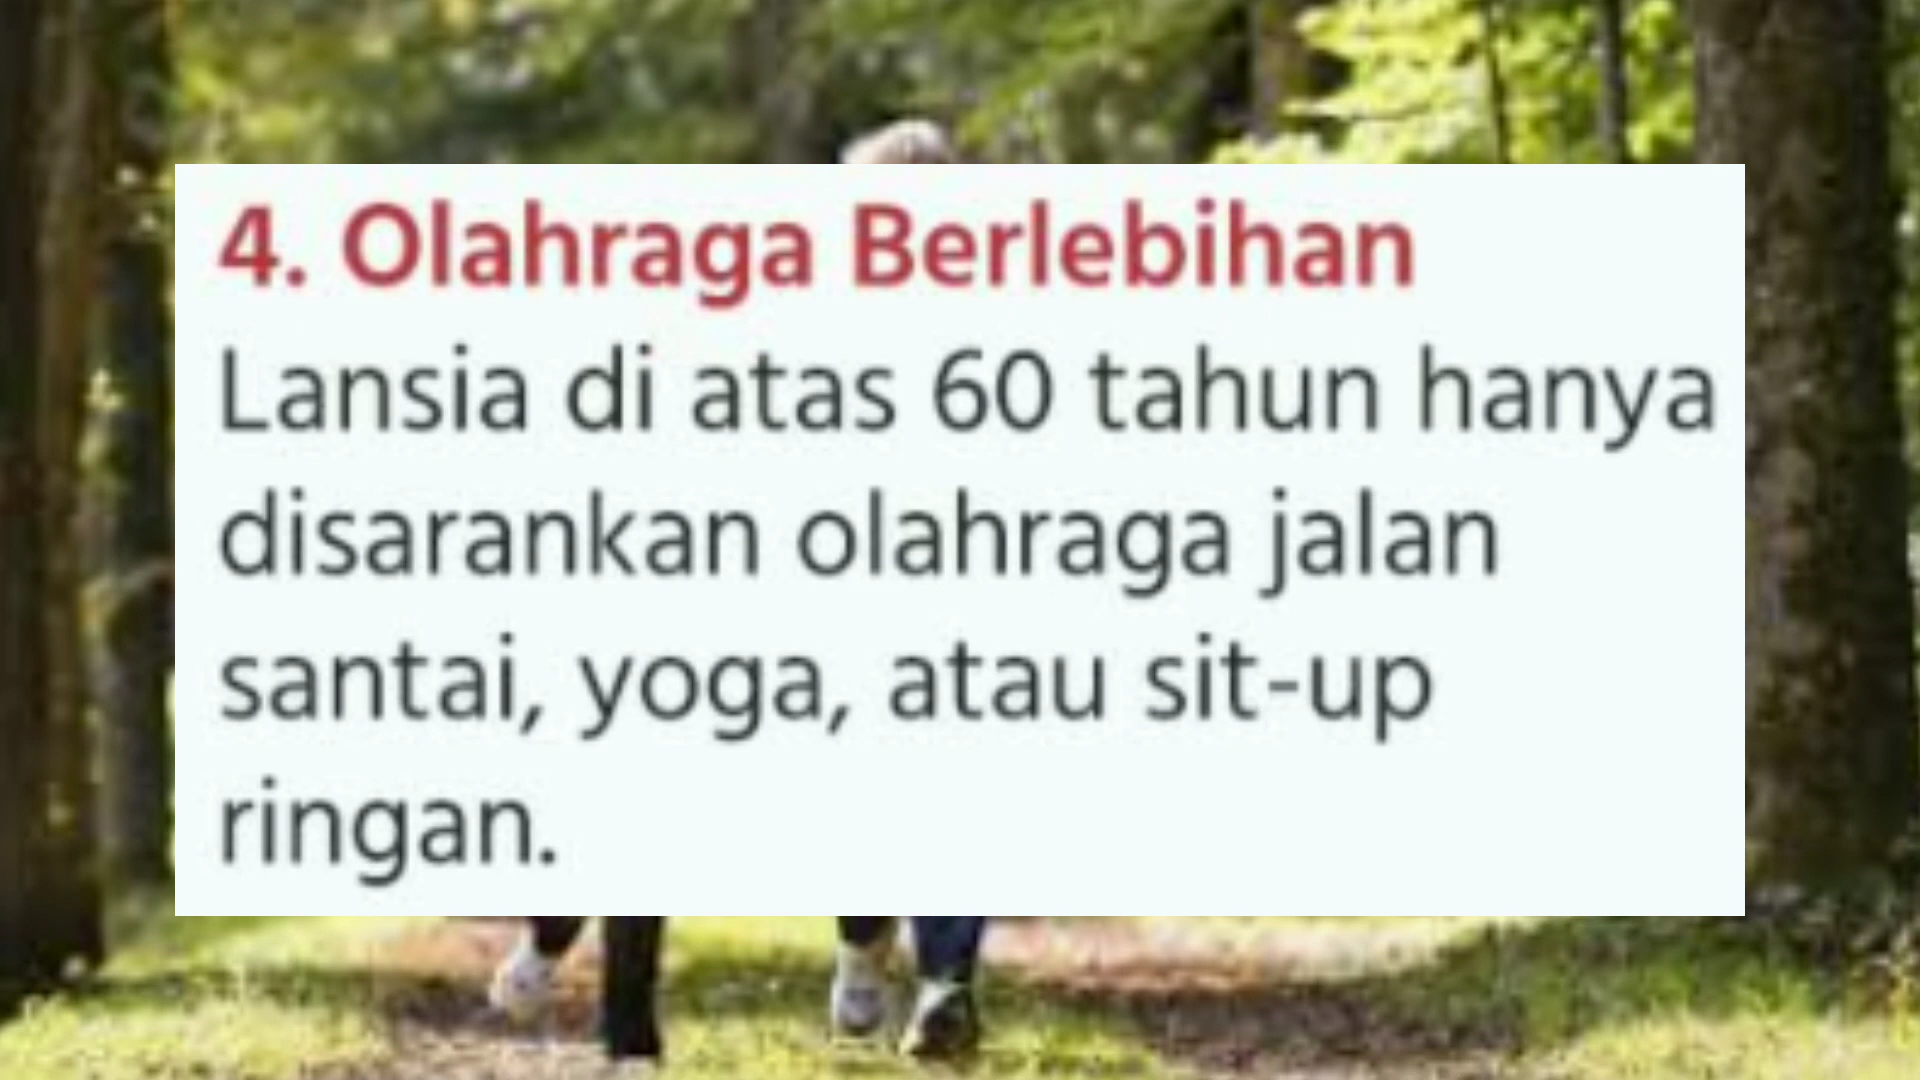 4. Olahraga Berlebihan
Lansia di atas 60 tahun hanya
disarankan olahraga jalan
santai, yoga, atau sit-up
ringan.